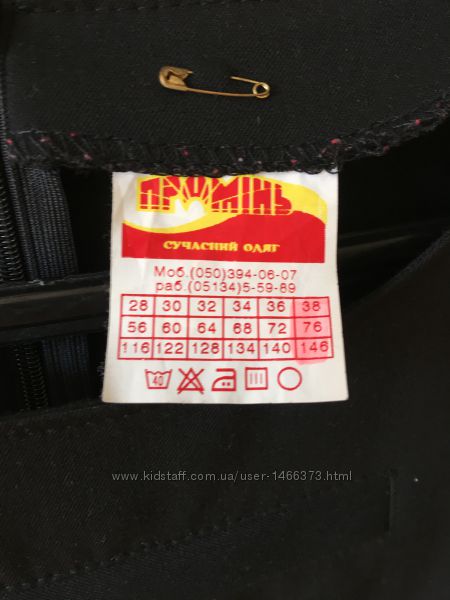 ПРОМІНЬ
СУЧАСНИЙ ОДЯГ
Моб.(050)394-06-07
раб.(05134)5-59-69
28 30 32 34 36 38
56 60 64 68 72 76
116 122 128 134 140 146
40
www.kidstaff.com.ua/user-1466373.html